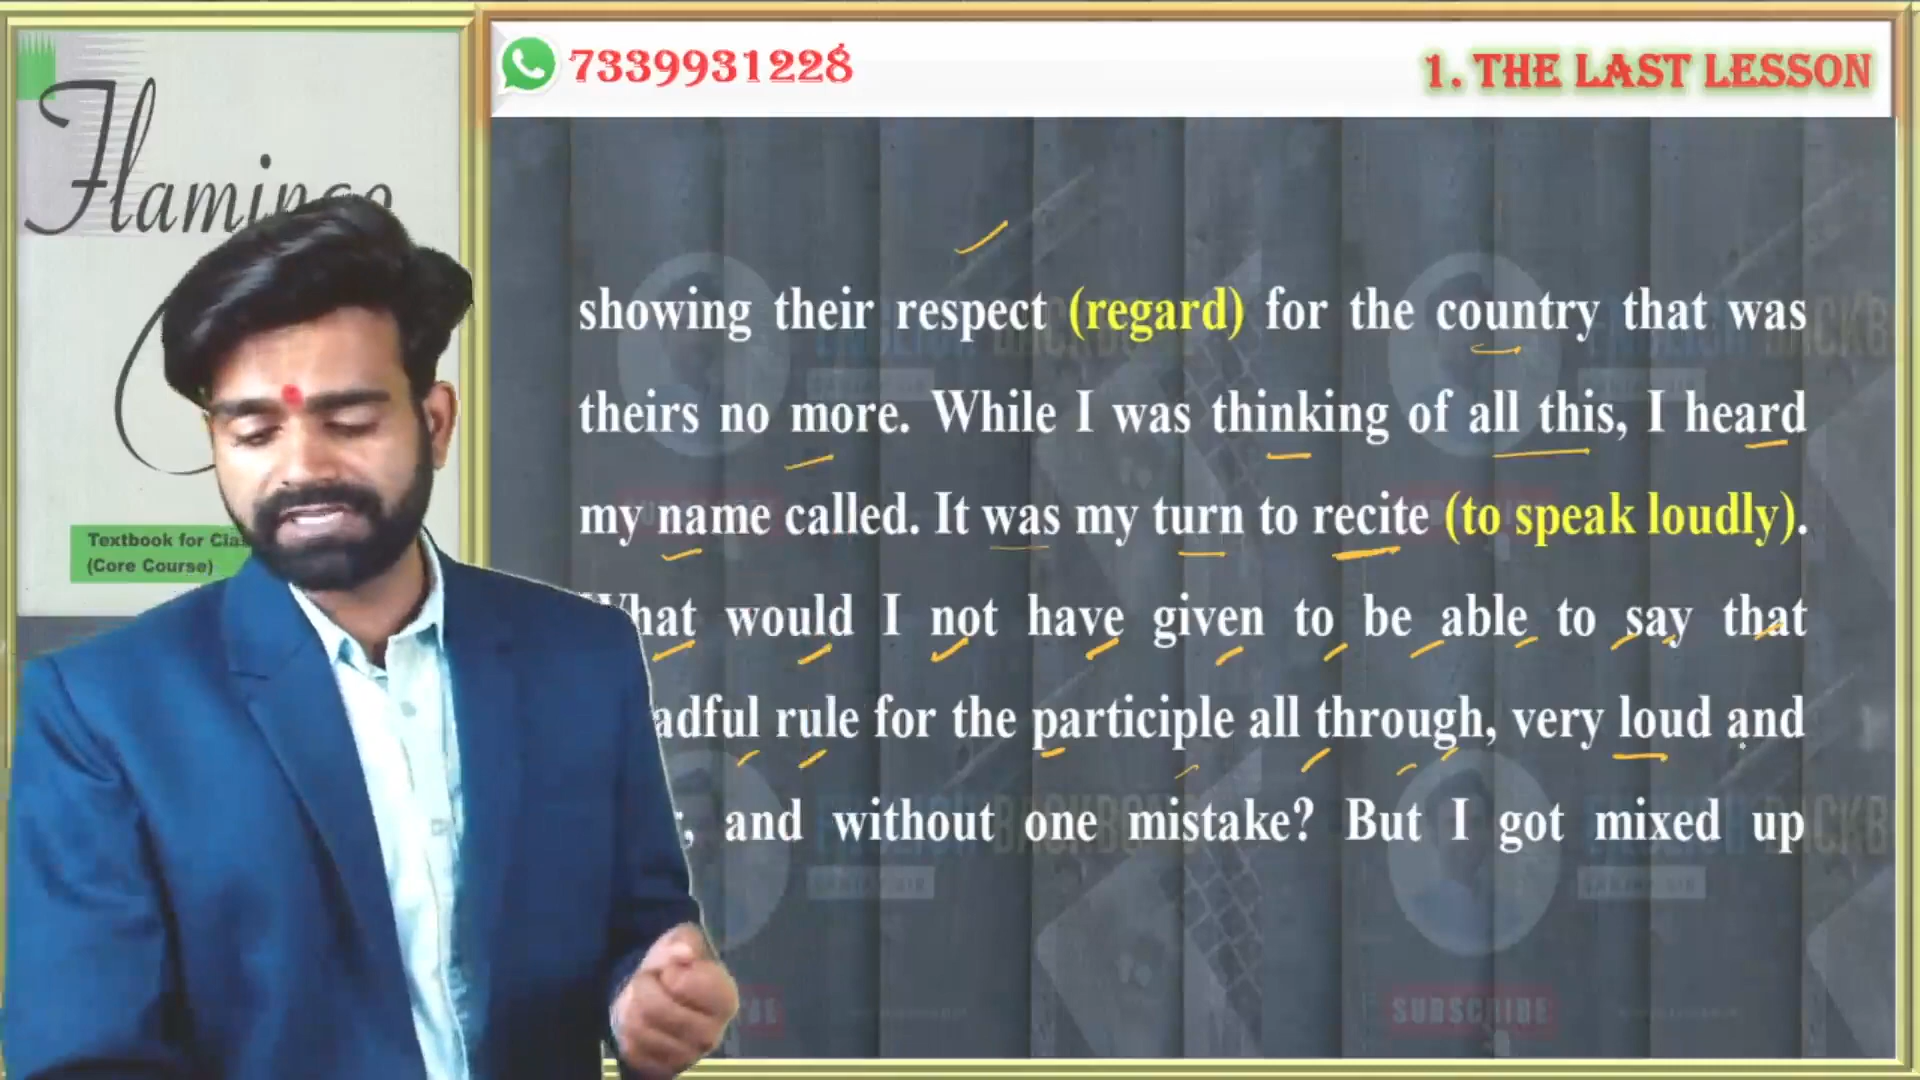 Flamingo
Textbook for Cla
(Core Course)
7339931228
1. THE LAST LESSON
showing their respect (regard) for the country that was
theirs no more. While I was thinking of all this, I heard
my name called. It was my turn to recite (to speak loudly).
What would I not have given to be able to say that
adful rule for the participle all through, very loud and
, and without one mistake? But I got mixed up
SUBSCRIBE